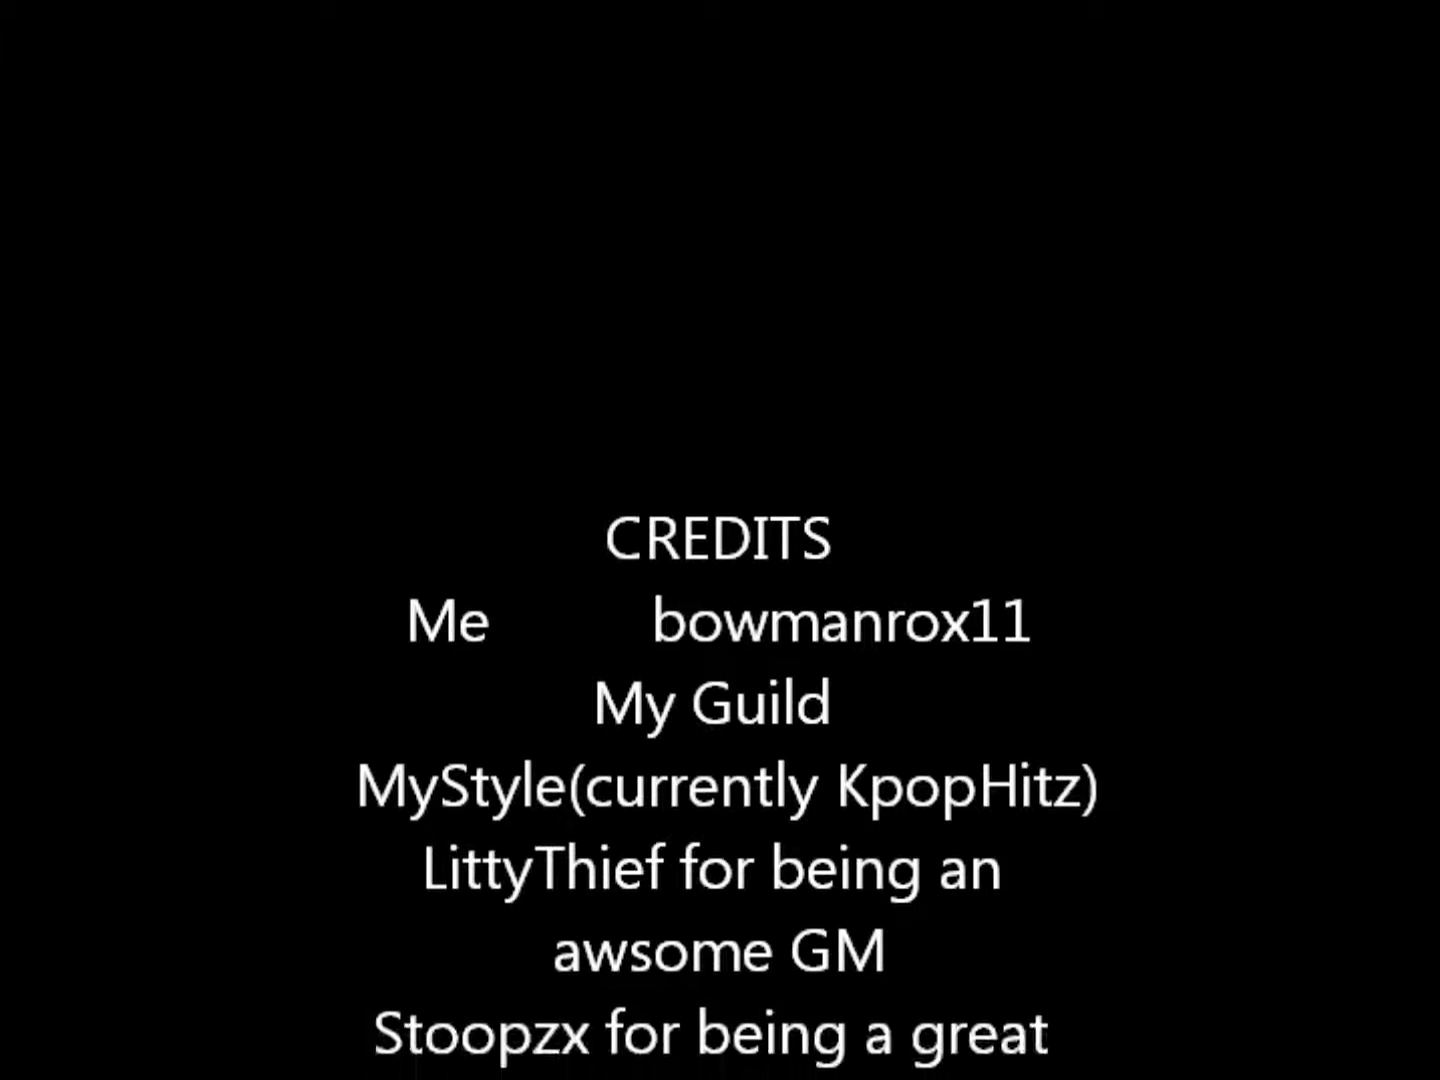 CREDITS
Me bowmanrox11
My Guild
MyStyle(currently KpopHitz)
LittyThief for being an
awsome GM
Stoopzx for being a great